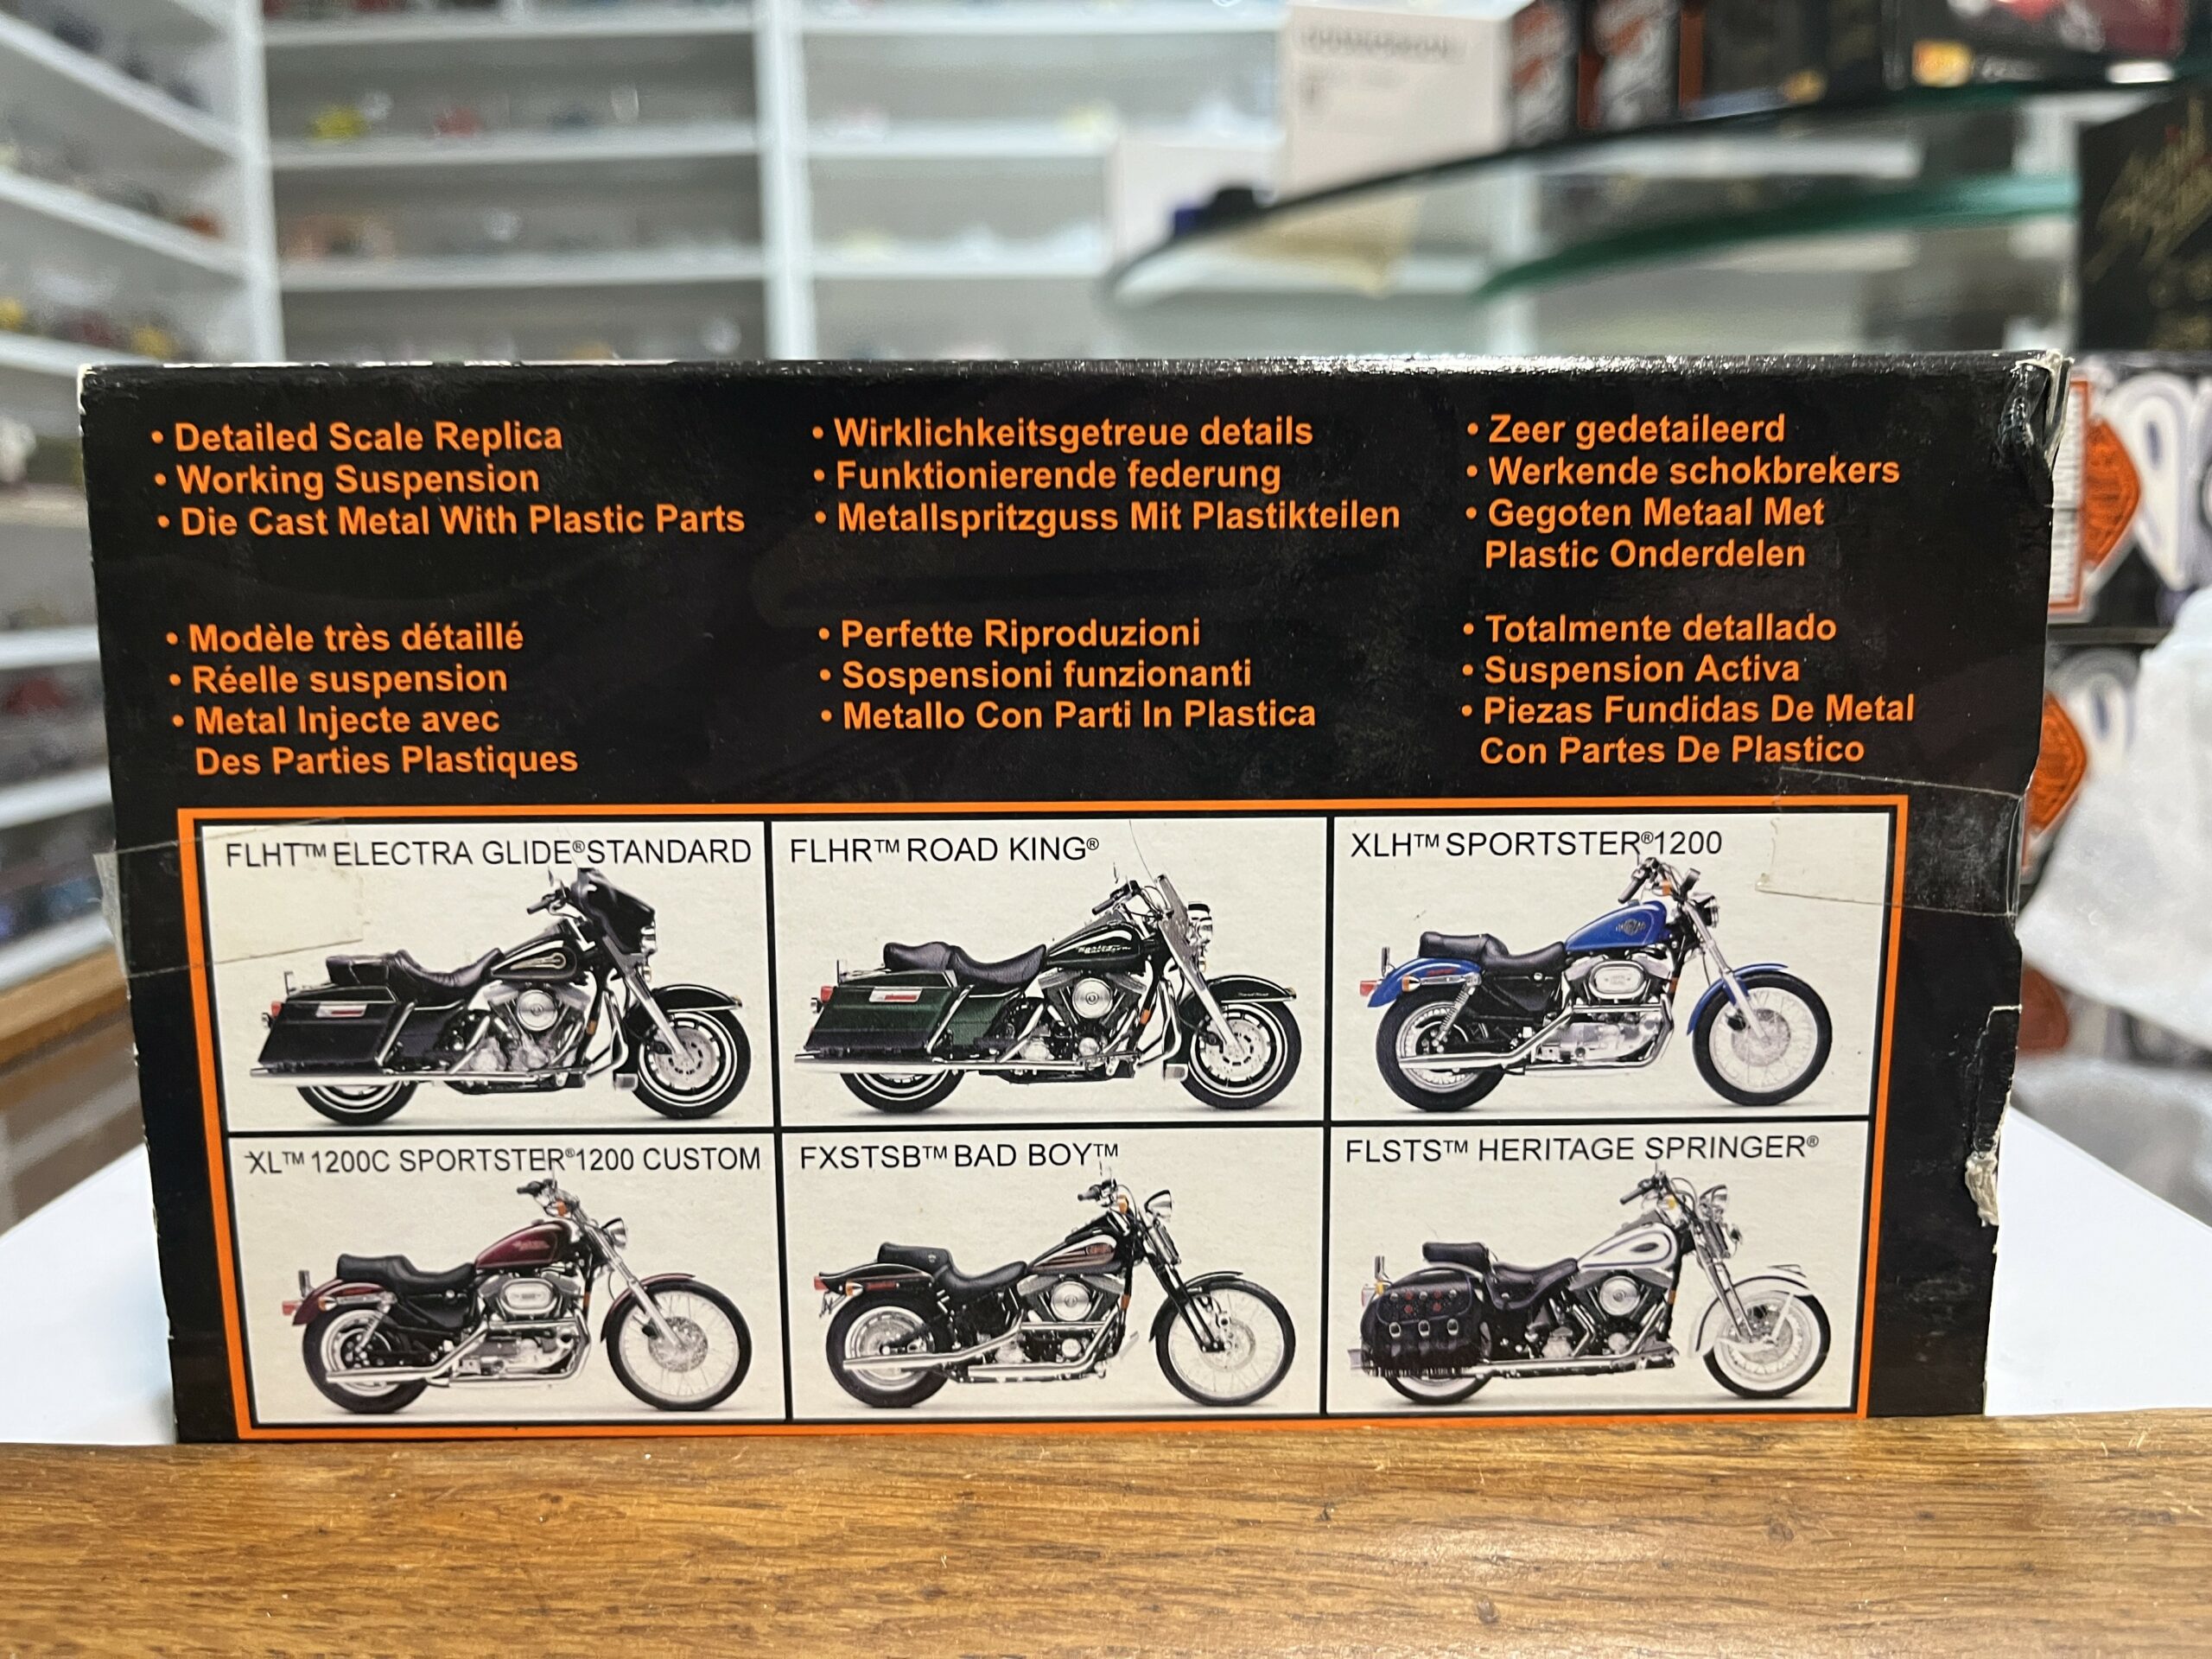 • Detailed Scale Replica
• Working Suspension
• Die Cast Metal With Plastic Parts
• Wirklichkeitsgetreue details
• Funktionierende federung
• Metallspritzguss Mit Plastikteilen
• Zeer gedetaileerd
• Werkende schokbrekers
• Gegoten Metaal Met
Plastic Onderdelen
• Modèle très détaillé
• Réelle suspension
• Metal Injecte avec
Des Parties Plastiques
• Perfette Riproduzioni
• Sospensioni funzionanti
• Metallo Con Parti In Plastica
• Totalmente detallado
• Suspension Activa
• Piezas Fundidas De Metal
Con Partes De Plastico
FLHT™ ELECTRA GLIDE® STANDARD
FLHR™ ROAD KING®
XLH™ SPORTSTER® 1200
XL™ 1200C SPORTSTER® 1200 CUSTOM
FXSTSB™ BAD BOY™
FLSTS™ HERITAGE SPRINGER®